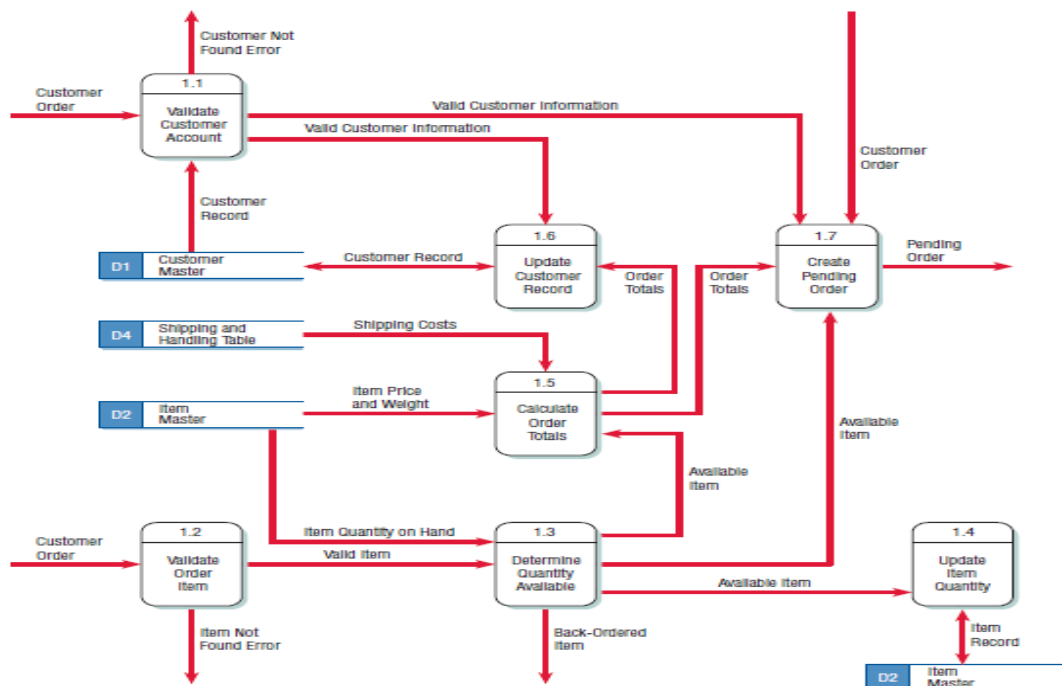 Customer Not
Found Error
1.1
Customer
Order
Validate
Customer
Account
Valid Customer Information
Valid Customer Information
Customer
Order
Customer
Record
1.6
1.7
D1
Customer
Master
Customer Record
Update
Customer
Record
Order
Totals
Order
Totals
Create
Pending
Order
Pending
Order
D4
Shipping and
Handling Table
Shipping Costs
1.5
D2
Item
Master
Item Price
and Weight
Calculate
Order
Totals
Available
Item
Available
Item
1.2
Item Quantity on Hand
1.3
1.4
Customer
Order
Validate
Order
Item
Valid Item
Determine
Quantity
Available
Available Item
Update
Item
Quantity
Item Not
Found Error
Back-Ordered
Item
Item
Record
D2
Item
Master